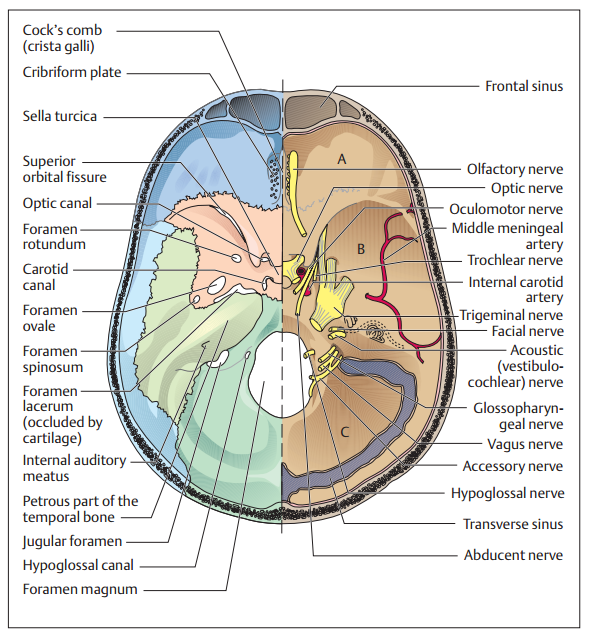 Cock's comb
(crista galli)
Cribriform plate
Sella turcica
Superior
orbital fissure
Optic canal
Foramen
rotundum
Carotid
canal
Foramen
ovale
Foramen
spinosum
Foramen
lacerum
(occluded by
cartilage)
Internal auditory
meatus
Petrous part of the
temporal bone
Jugular foramen
Hypoglossal canal
Foramen magnum
A
B
C
Frontal sinus
Olfactory nerve
Optic nerve
Oculomotor nerve
Middle meningeal
artery
Trochlear nerve
Internal carotid
artery
Trigeminal nerve
Facial nerve
Acoustic
(vestibulo-
cochlear) nerve
Glossopharyn-
geal nerve
Vagus nerve
Accessory nerve
Hypoglossal nerve
Transverse sinus
Abducent nerve